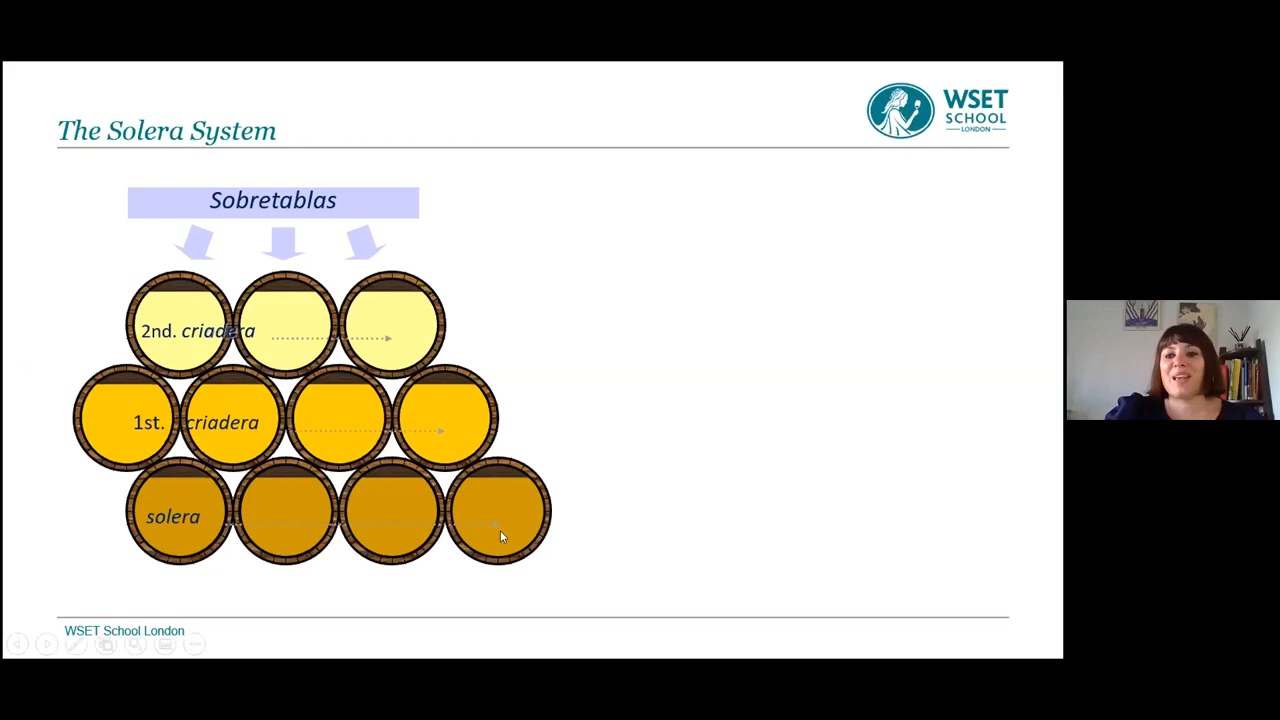 The Solera System
WSET
SCHOOL
LONDON
Sobretablas
2nd. criadera
1st. criadera
solera
WSET School London